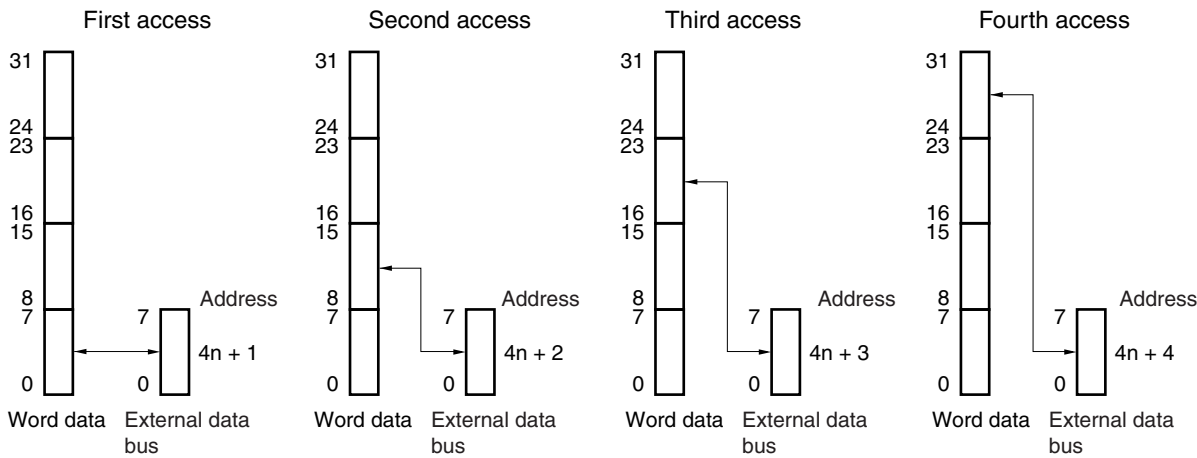 First access
31
24
23
16
15
8
7
0
Address
7
4n + 1
0
Word data
External data
bus
Second access
31
24
23
16
15
8
7
0
Address
7
4n + 2
0
Word data
External data
bus
Third access
31
24
23
16
15
8
7
0
Address
7
4n + 3
0
Word data
External data
bus
Fourth access
31
24
23
16
15
8
7
0
Address
7
4n + 4
0
Word data
External data
bus